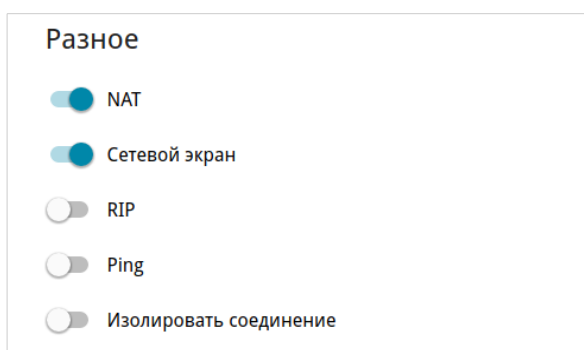 Разное
NAT
Сетевой экран
RIP
Ping
Изолировать соединение